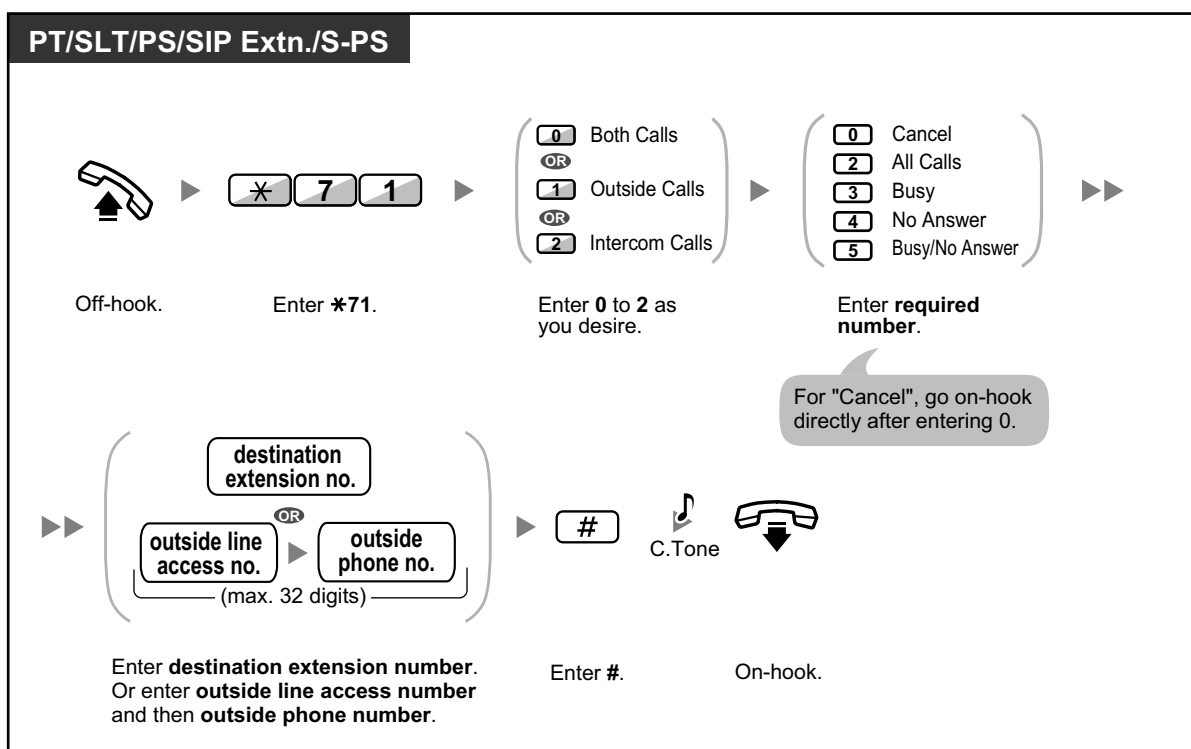 PT/SLT/PS/SIP Extn./S-PS
0 Both Calls
OR
1 Outside Calls
OR
2 Intercom Calls
0 Cancel
2 All Calls
3 Busy
4 No Answer
5 Busy/No Answer
* 7 1
Off-hook.
Enter *71.
Enter 0 to 2 as
you desire.
Enter required
number.
For "Cancel", go on-hook
directly after entering 0.
destination
extension no.
OR
outside line
access no.
outside
phone no.
(max. 32 digits)
#
C.Tone
Enter destination extension number.
Or enter outside line access number
and then outside phone number.
Enter #.
On-hook.